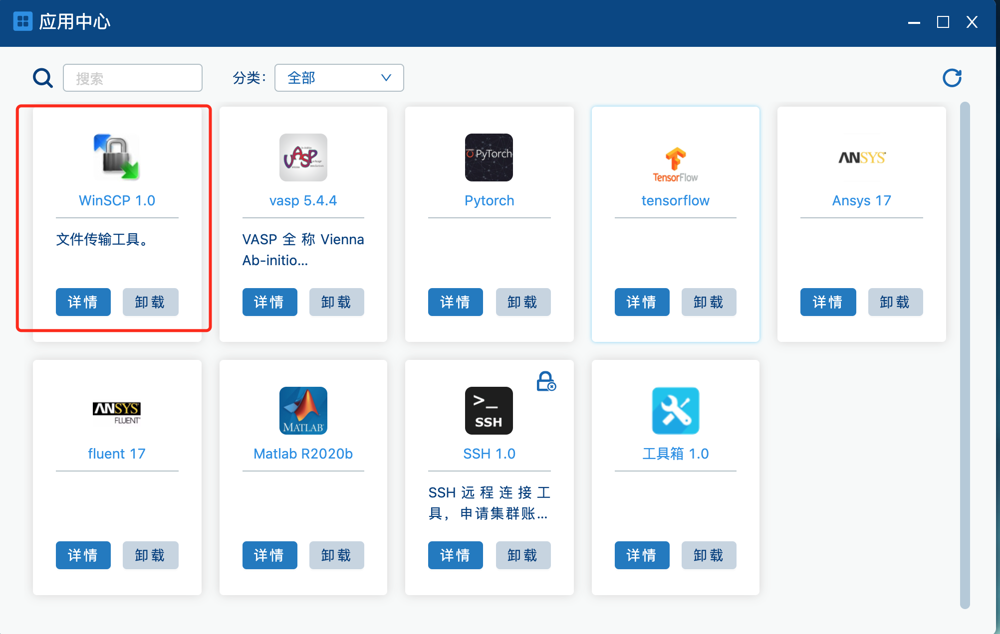 应用中心
搜索
分类：
全部
WinSCP 1.0
文件传输工具。
详情
卸载
VASP
vasp 5.4.4
VASP 全 称 Vienna
Ab-initio...
详情
卸载
PyTorch
Pytorch
详情
卸载
TensorFlow
tensorflow
详情
卸载
ANSYS
Ansys 17
详情
卸载
ANSYS
FLUENT
fluent 17
详情
卸载
MATLAB
Matlab R2020b
详情
卸载
>_
SSH
SSH 1.0
SSH 远 程 连 接 工
具，申请集群账...
详情
卸载
工具箱 1.0
详情
卸载